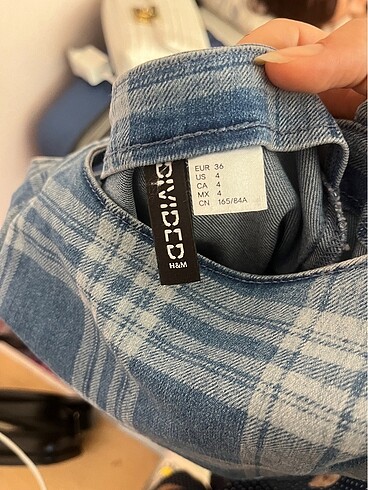 DIVIDED
H&M
EUR 36
US 4
CA 4
MX 4
CN 165/84A